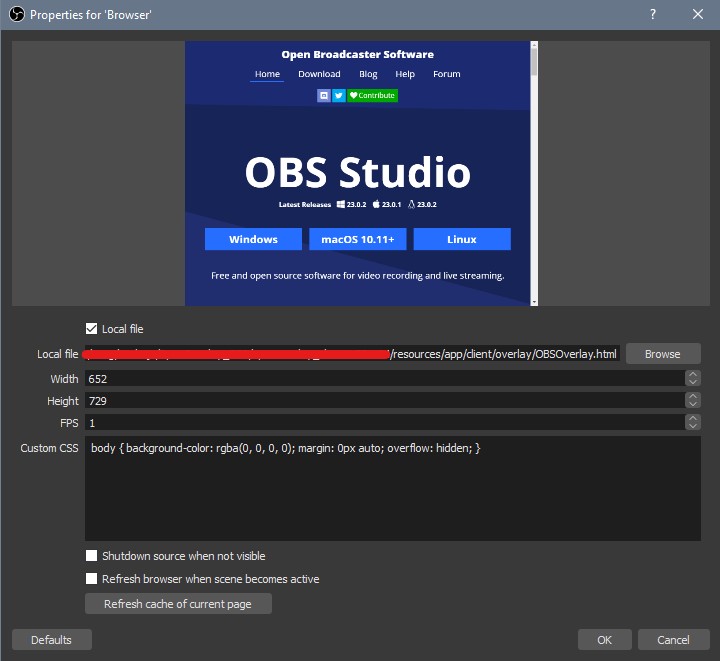 Properties for 'Browser'
?
Open Broadcaster Software
Home Download Blog Help Forum
Contribute
OBS Studio
Latest Releases 23.0.2 23.0.1 23.0.2
Windows macOS 10.11+ Linux
Free and open source software for video recording and live streaming.
Local file
Local file /resources/app/client/overlay/OBSOverlay.html Browse
Width 652
Height 729
FPS 1
Custom CSS body { background-color: rgba(0, 0, 0, 0); margin: 0px auto; overflow: hidden; }
Shutdown source when not visible
Refresh browser when scene becomes active
Refresh cache of current page
Defaults OK Cancel